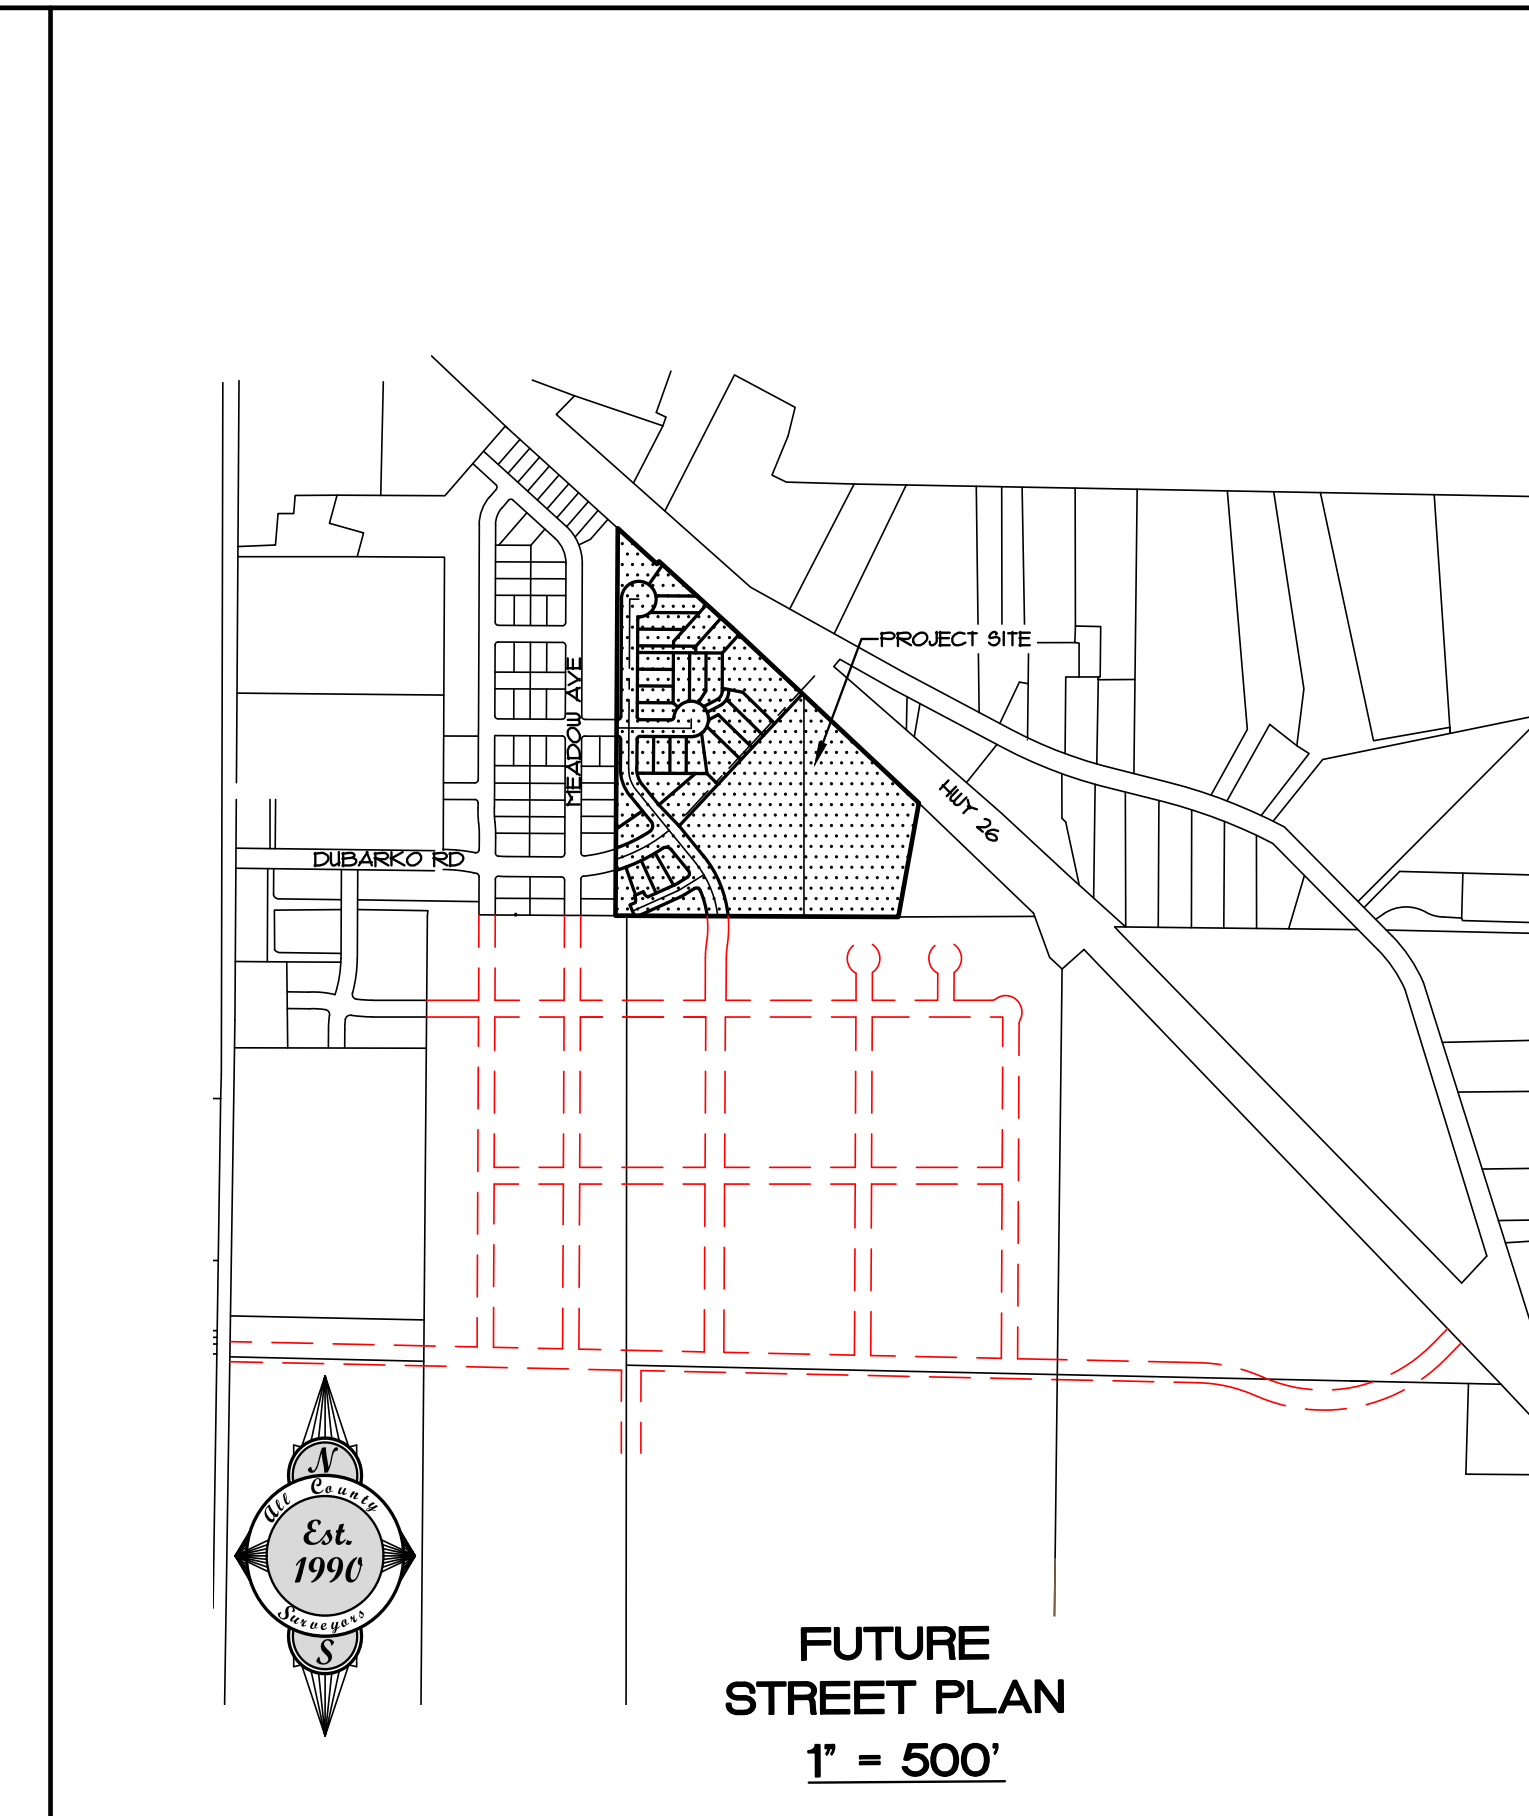 MEADOW AVE
PROJECT SITE
HWY 26
DUBARKO RD
N
All County
Est.
1990
Surveyors
S
FUTURE
STREET PLAN
1" = 500'